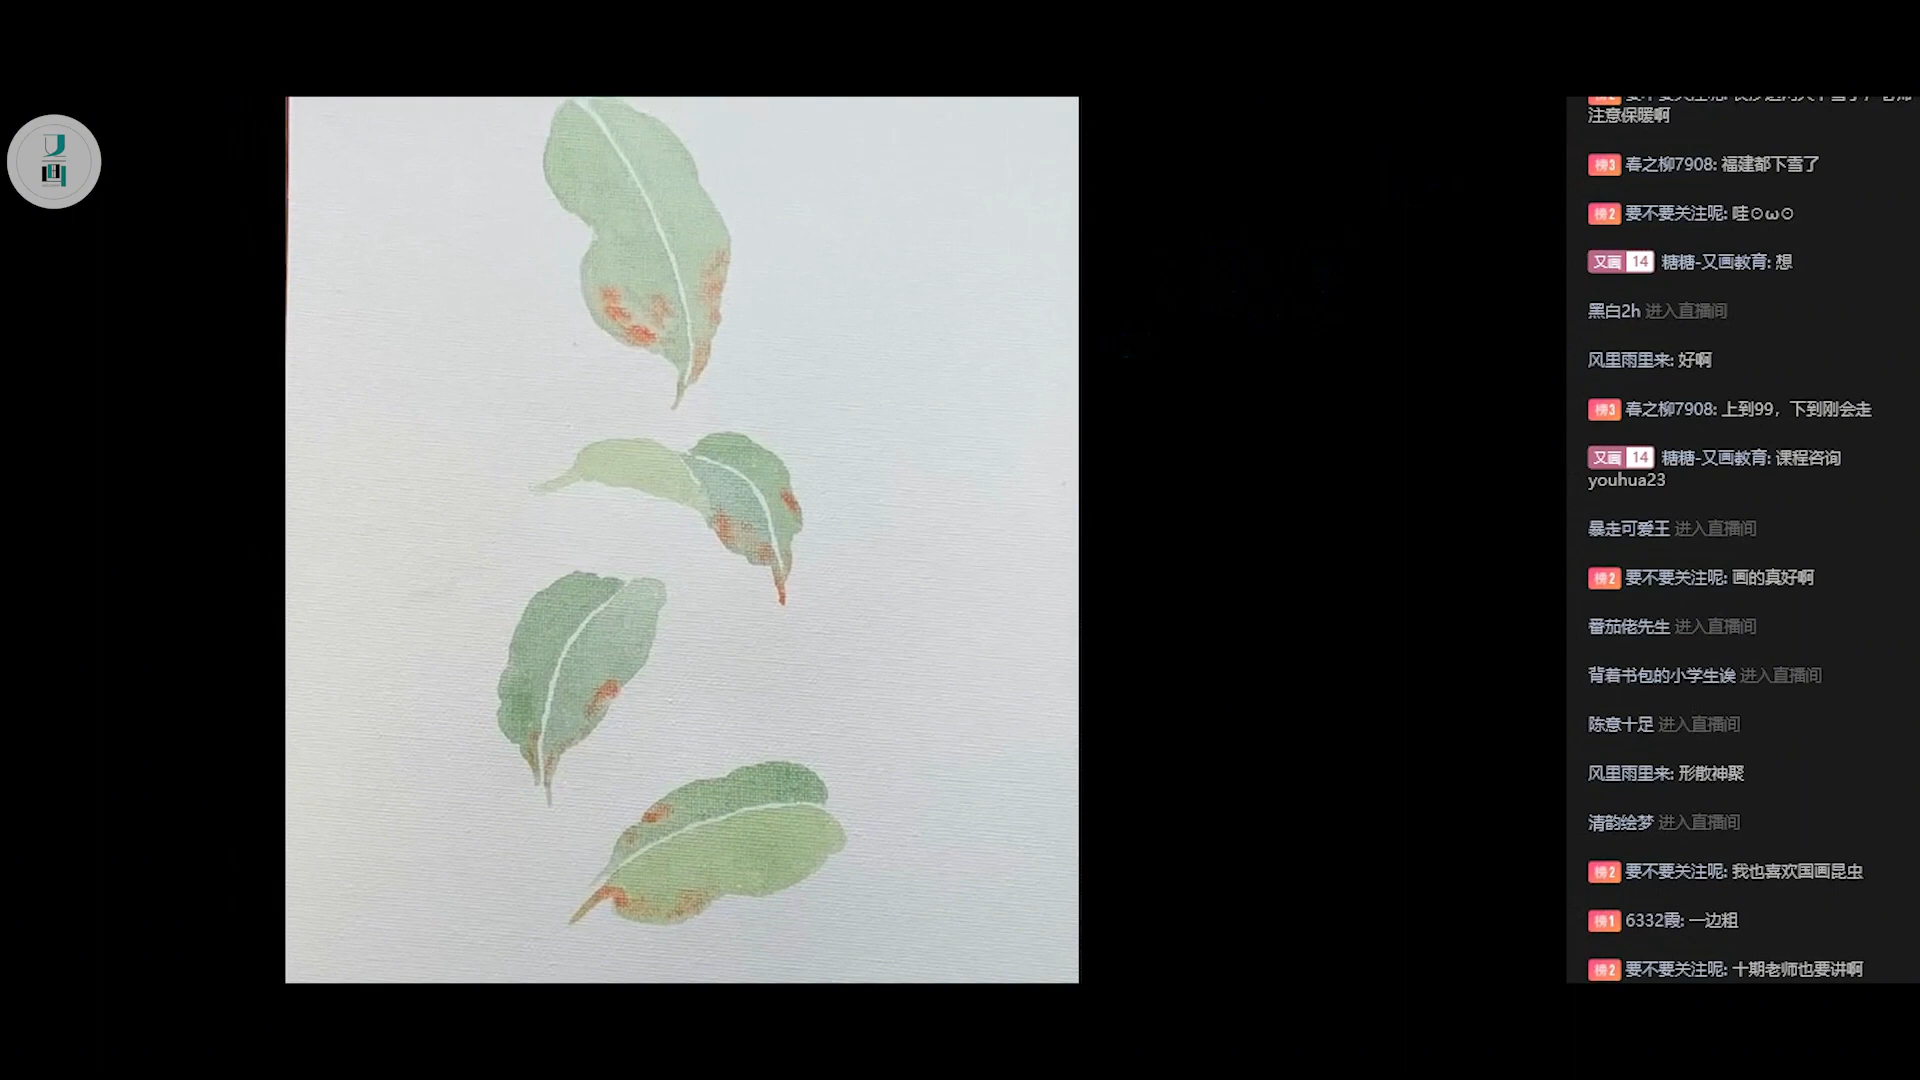 又画
注意保暖啊
榜3 春之柳7908: 福建都下雪了
榜2 要不要关注呢: 哇⊙ω⊙
又画 14 糖糖-又画教育: 想
黑白2h 进入直播间
风里雨里来: 好啊
榜3 春之柳7908: 上到99，下到刚会走
又画 14 糖糖-又画教育: 课程咨询
youhua23
暴走可爱王 进入直播间
榜2 要不要关注呢: 画的真好啊
番茄佬先生 进入直播间
背着书包的小学生诶 进入直播间
陈意十足 进入直播间
风里雨里来: 形散神聚
清韵绘梦 进入直播间
榜2 要不要关注呢: 我也喜欢国画昆虫
榜1 6332霞: 一边粗
榜2 要不要关注呢: 十期老师也要讲啊